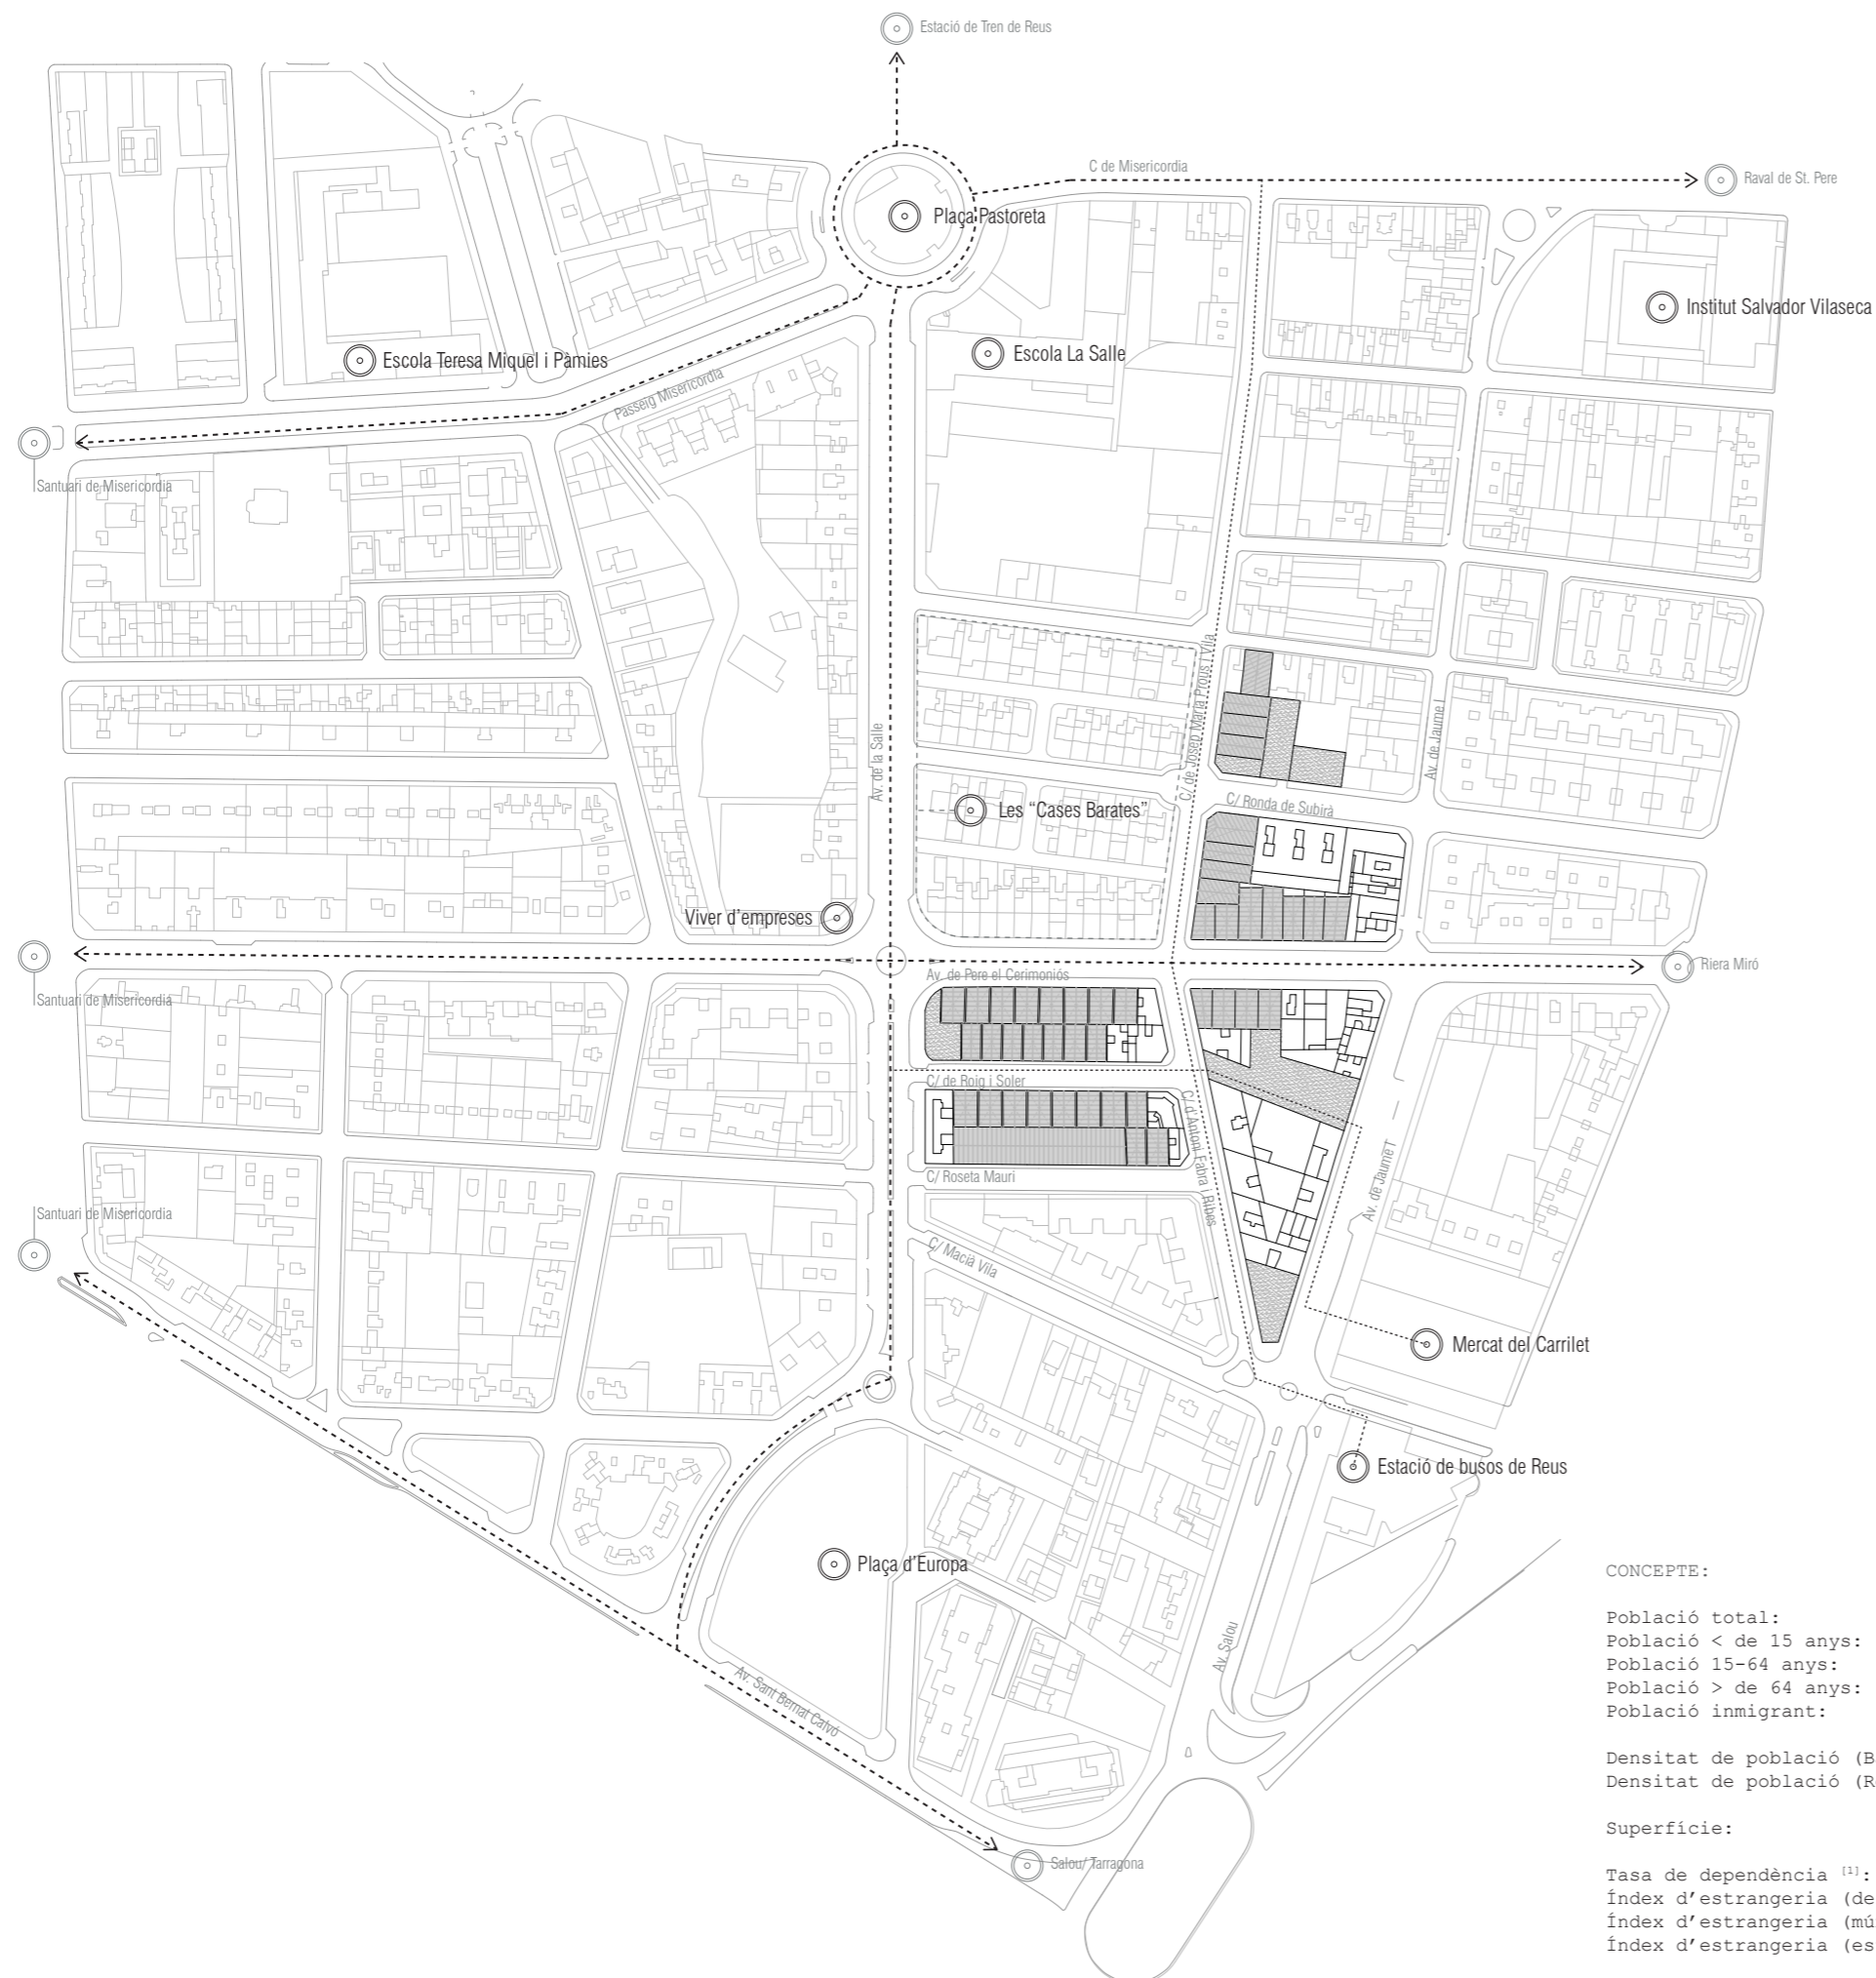 Estació de Tren de Reus
C de Misericordia
Raval de St. Pere
Plaça Pastoreta
Institut Salvador Vilaseca
Escola La Salle
Escola Teresa Miquel i Pàmies
Passeig Misericordia
Santuari de Misericordia
C/ de Josep Maria Prous i Vila
Av. de la Salle
Av. de Jaume I
C/ Ronda de Subirà
Les "Cases Barates"
Viver d'empreses
Riera Miró
Av. de Pere el Cerimoniós
Santuari de Misericordia
C/ de Roig i Soler
C/ d'Antoni Fabra i Ribes
C/ Roseta Mauri
Av. de Jaume I
Santuari de Misericordia
C/ Macià Vila
Mercat del Carrilet
Estació de busos de Reus
Plaça d'Europa
Av. Salou
Av. Sant Bernat Calvó
Salou/ Tarragona
CONCEPTE:
Població total:
Població < de 15 anys:
Població 15-64 anys:
Població > de 64 anys:
Població inmigrant:
Densitat de població (B
Densitat de població (R
Superfície:
Tasa de dependència [1]:
Índex d'estrangeria (de
Índex d'estrangeria (mú
Índex d'estrangeria (es